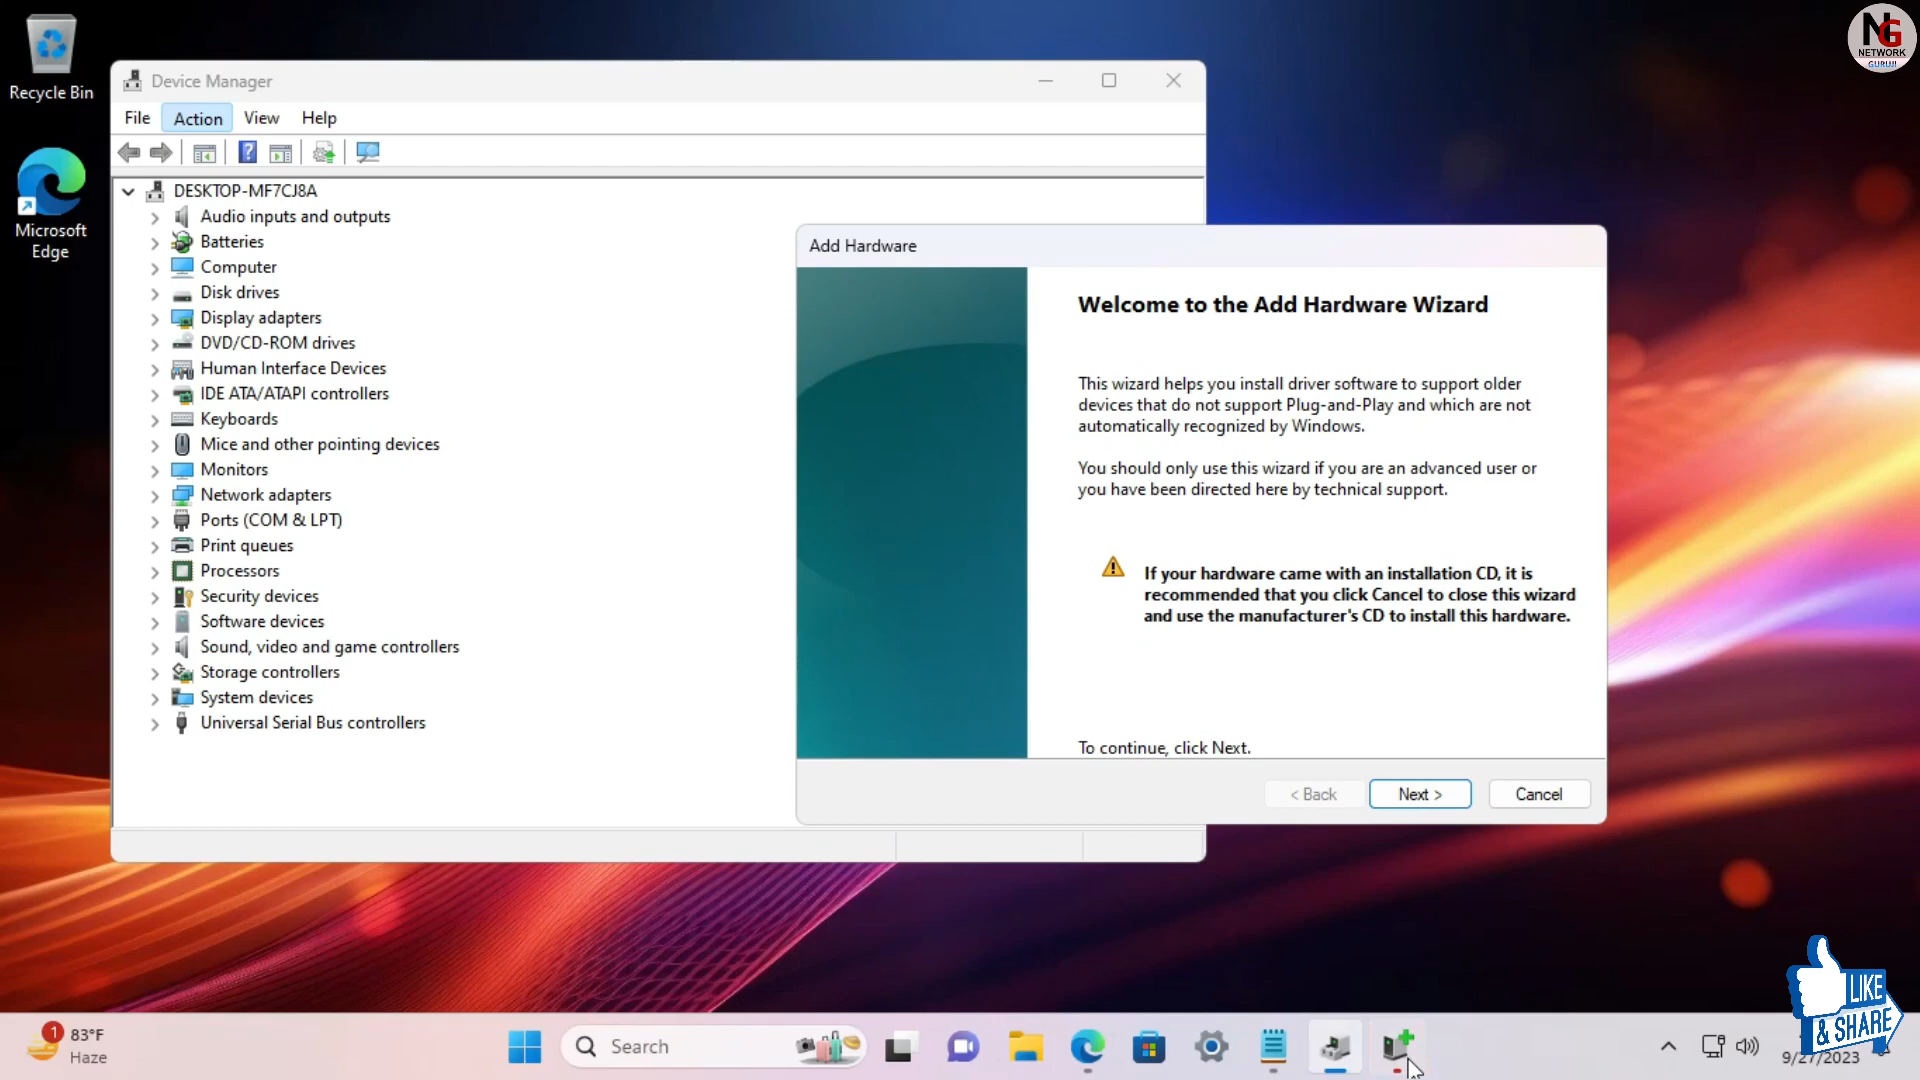 NG
NETWORK
GURUJI
Recycle Bin
Microsoft
Edge
Device Manager
File Action View Help
DESKTOP-MF7CJ8A
Audio inputs and outputs
Batteries
Computer
Disk drives
Display adapters
DVD/CD-ROM drives
Human Interface Devices
IDE ATA/ATAPI controllers
Keyboards
Mice and other pointing devices
Monitors
Network adapters
Ports (COM & LPT)
Print queues
Processors
Security devices
Software devices
Sound, video and game controllers
Storage controllers
System devices
Universal Serial Bus controllers
Add Hardware
Welcome to the Add Hardware Wizard
This wizard helps you install driver software to support older
devices that do not support Plug-and-Play and which are not
automatically recognized by Windows.
You should only use this wizard if you are an advanced user or
you have been directed here by technical support.
If your hardware came with an installation CD, it is
recommended that you click Cancel to close this wizard
and use the manufacturer's CD to install this hardware.
To continue, click Next.
< Back Next > Cancel
LIKE
& SHARE
1
83°F
Haze
Search
9/27/2023